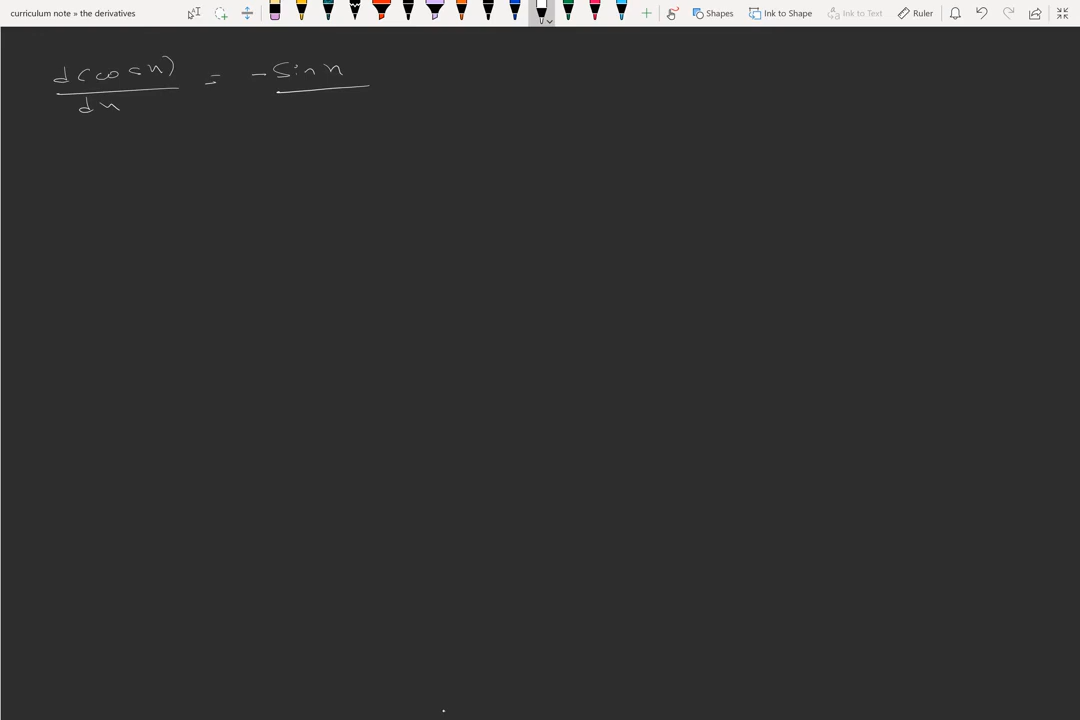 curriculum note » the derivatives
Shapes
Ink to Shape
Ink to Text
Ruler
d(cosx) = -Sinx
dx